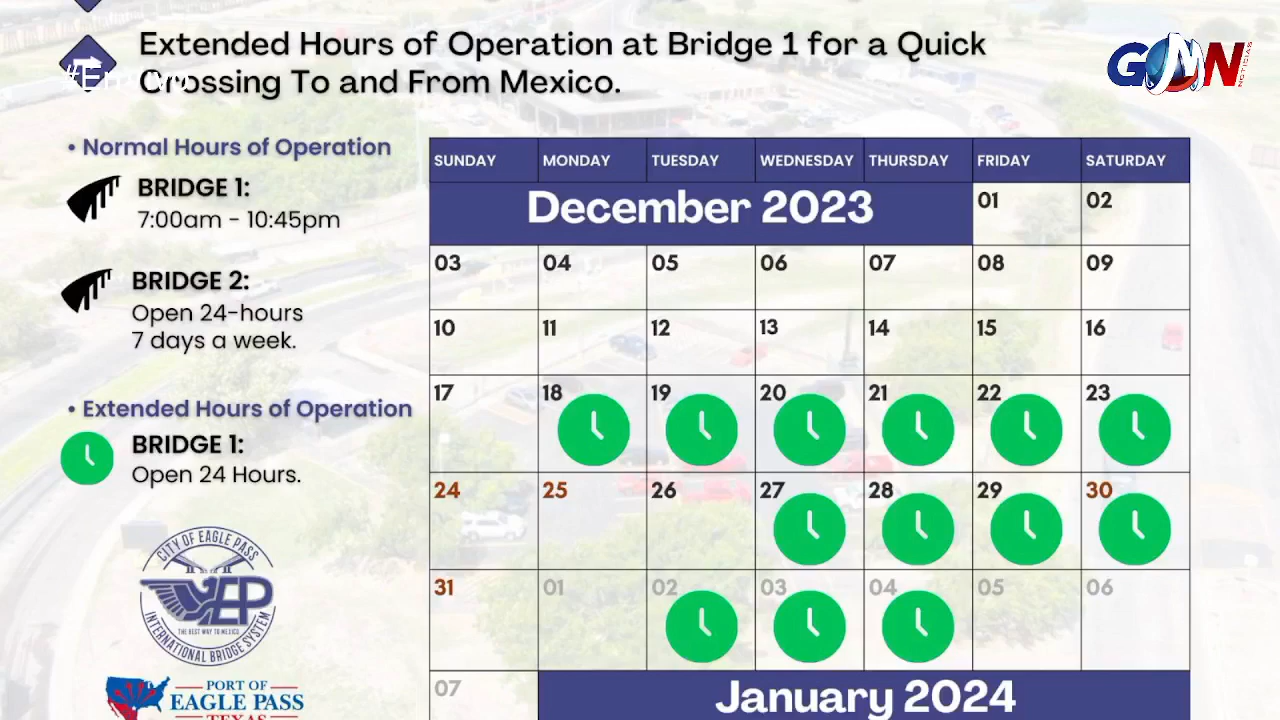 Extended Hours of Operation at Bridge 1 for a Quick
Crossing To and From Mexico.
GMN
NOTICIAS
• Normal Hours of Operation
BRIDGE 1:
7:00am - 10:45pm
BRIDGE 2:
Open 24-hours
7 days a week.
• Extended Hours of Operation
BRIDGE 1:
Open 24 Hours.
CITY OF EAGLE PASS
EP
THE BEST WAY TO MEXICO
INTERNATIONAL BRIDGE SYSTEM
PORT OF
EAGLE PASS
TEXAS
SUNDAY MONDAY TUESDAY WEDNESDAY THURSDAY FRIDAY SATURDAY
December 2023 01 02
03 04 05 06 07 08 09
10 11 12 13 14 15 16
17 18 19 20 21 22 23
24 25 26 27 28 29 30
31 01 02 03 04 05 06
07 January 2024